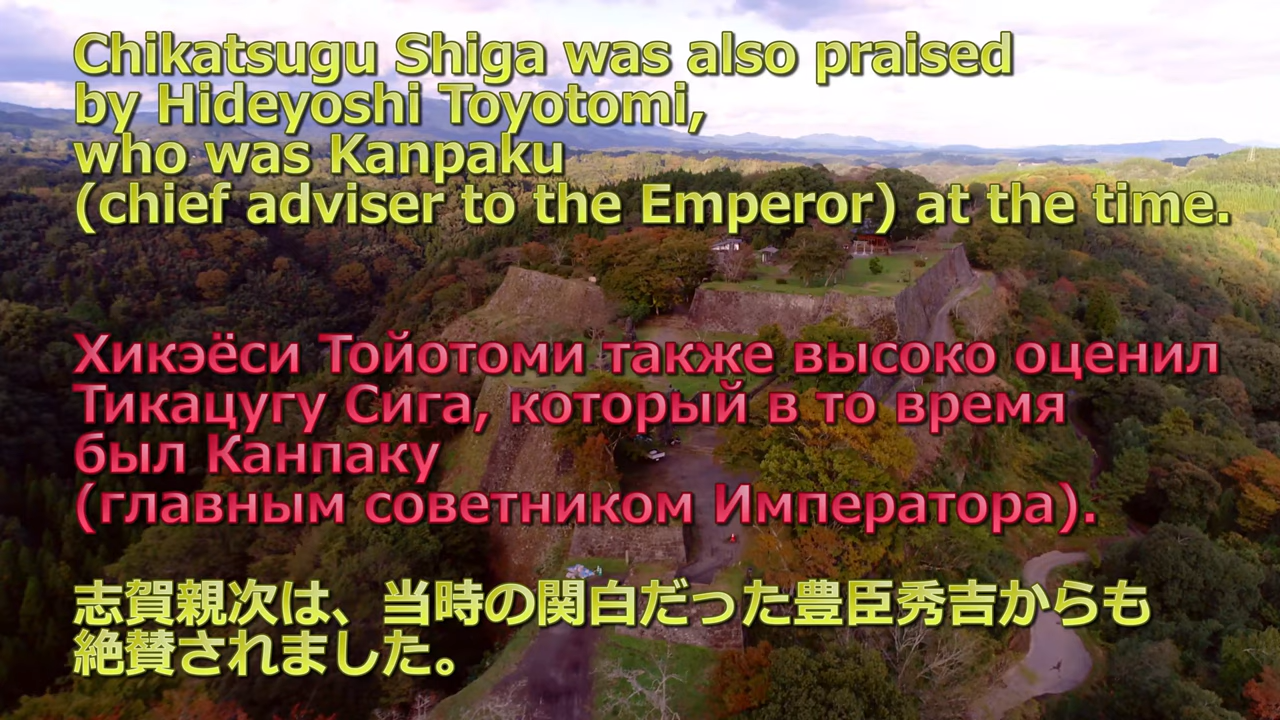 Chikatsugu Shiga was also praised
by Hideyoshi Toyotomi,
who was Kanpaku
(chief adviser to the Emperor) at the time.
Хикэёси Тойотоми также высоко оценил
Тикацугу Сига, который в то время
был Канпаку
(главным советником Императора).
志賀親次は、当時の関白だった豊臣秀吉からも
絶賛されました。